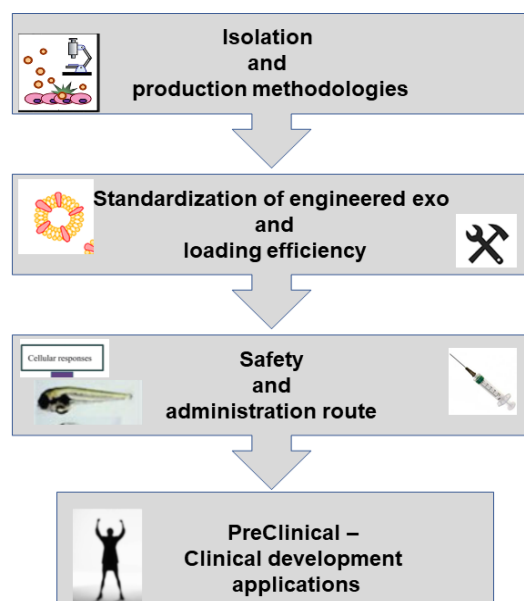 Isolation
and
production methodologies
Standardization of engineered exo
and
loading efficiency
Cellular responses
Safety
and
administration route
PreClinical –
Clinical development
applications